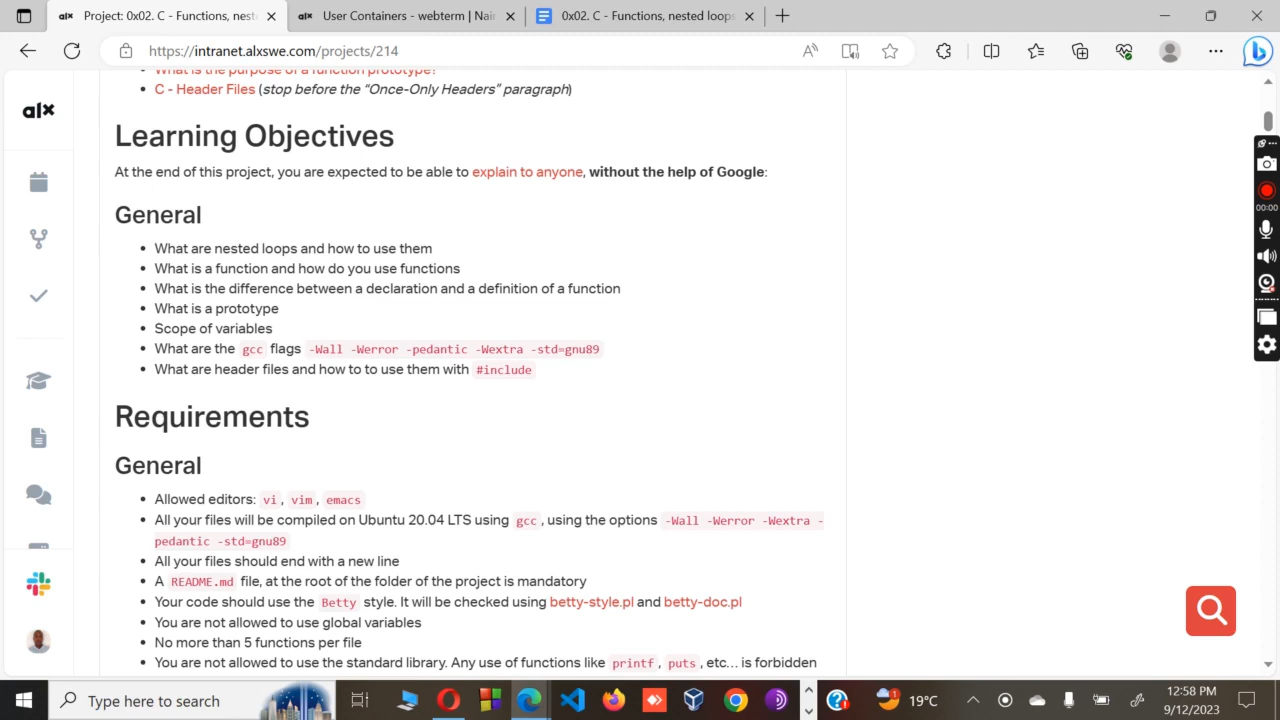 Project: 0x02. C - Functions, nest
alx User Containers - webterm | Nair
0x02. C - Functions, nested loops
https://intranet.alxswe.com/projects/214
What is the purpose of a function prototype?
C - Header Files (stop before the “Once-Only Headers” paragraph)
alx
Learning Objectives
At the end of this project, you are expected to be able to explain to anyone, without the help of Google:
General
What are nested loops and how to use them
What is a function and how do you use functions
What is the difference between a declaration and a definition of a function
What is a prototype
Scope of variables
What are the gcc flags -Wall -Werror -pedantic -Wextra -std=gnu89
What are header files and how to to use them with #include
Requirements
General
Allowed editors: vi, vim, emacs
All your files will be compiled on Ubuntu 20.04 LTS using gcc, using the options -Wall -Werror -Wextra -
pedantic -std=gnu89
All your files should end with a new line
A README.md file, at the root of the folder of the project is mandatory
Your code should use the Betty style. It will be checked using betty-style.pl and betty-doc.pl
You are not allowed to use global variables
No more than 5 functions per file
You are not allowed to use the standard library. Any use of functions like printf, puts, etc… is forbidden
00:00
Type here to search
19°C
12:58 PM
9/12/2023